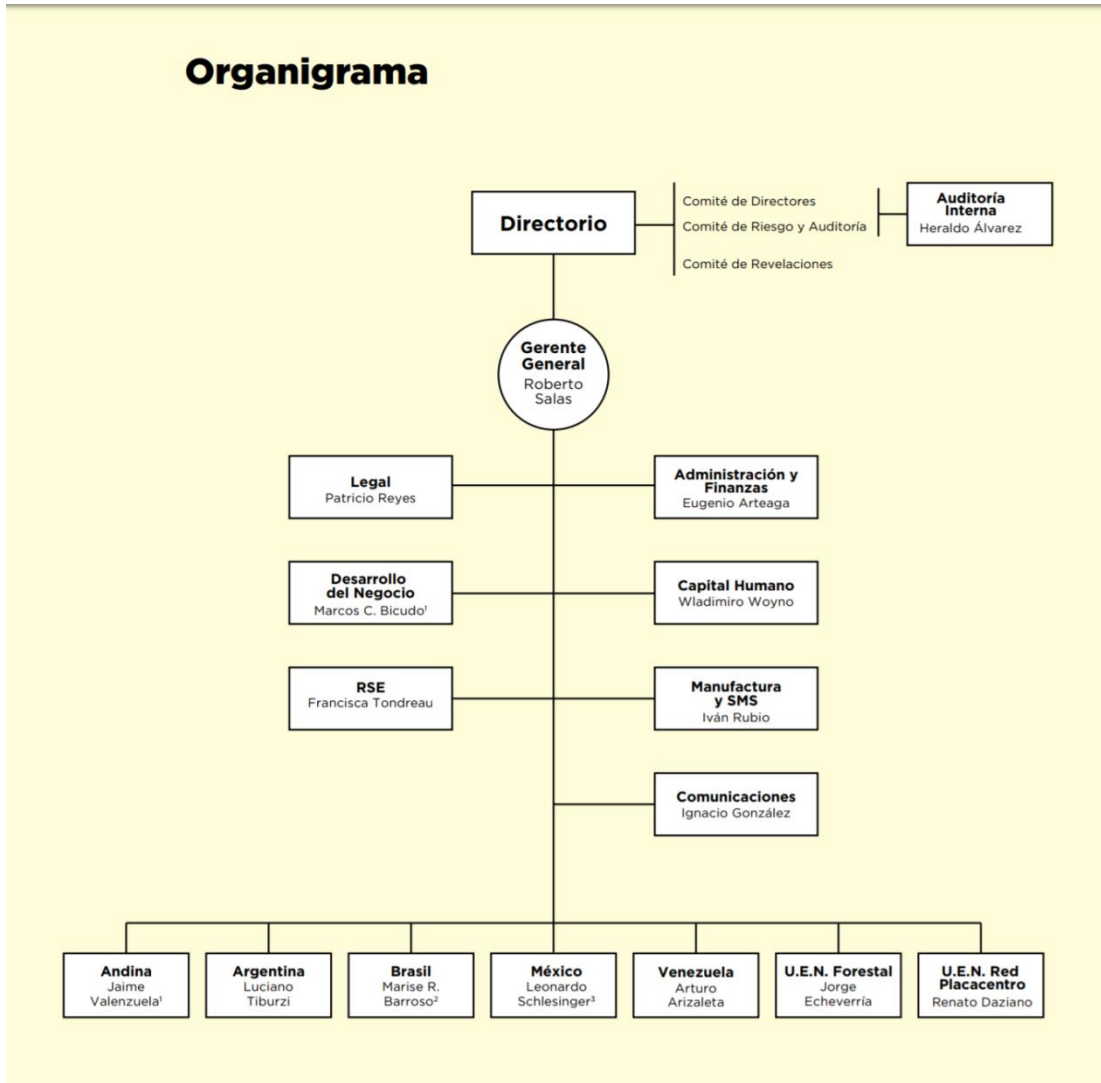 Organigrama
Directorio
Comité de Directores
Comité de Riesgo y Auditoría
Comité de Revelaciones
Auditoría
Interna
Heraldo Álvarez
Gerente
General
Roberto
Salas
Legal
Patricio Reyes
Administración y
Finanzas
Eugenio Arteaga
Desarrollo
del Negocio
Marcos C. Bicudo¹
Capital Humano
Wladimiro Woyno
RSE
Francisca Tondreau
Manufactura
y SMS
Iván Rubio
Comunicaciones
Ignacio González
Andina
Jaime
Valenzuela¹
Argentina
Luciano
Tiburzi
Brasil
Marise R.
Barroso²
México
Leonardo
Schlesinger³
Venezuela
Arturo
Arizaleta
U.E.N. Forestal
Jorge
Echeverría
U.E.N. Red
Placacentro
Renato Daziano